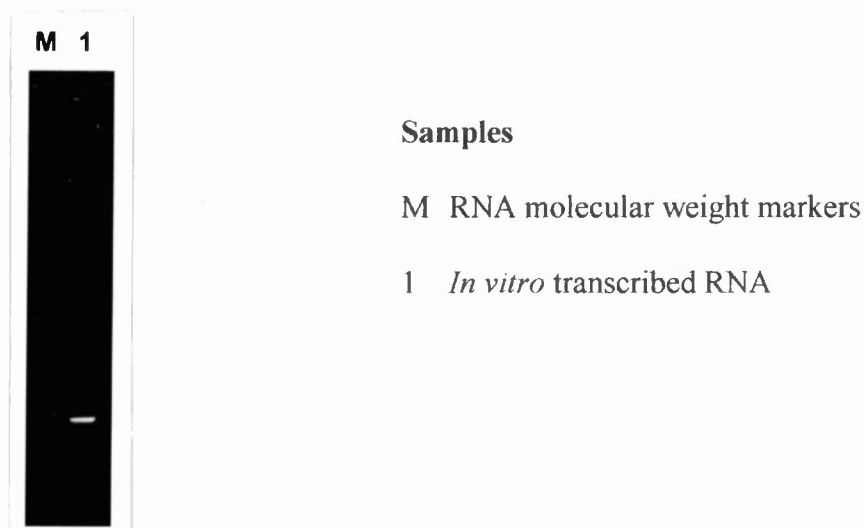 M 1
Samples
M RNA molecular weight markers
1 In vitro transcribed RNA